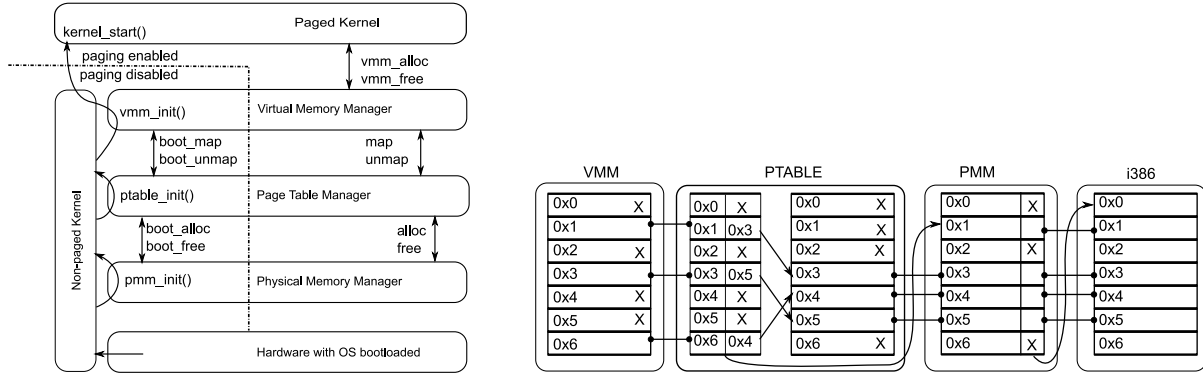 Paged Kernel
kernel_start()
paging enabled
paging disabled
vmm_alloc
vmm_free
vmm_init()
Virtual Memory Manager
boot_map
boot_unmap
map
unmap
ptable_init()
Page Table Manager
boot_alloc
boot_free
alloc
free
pmm_init()
Physical Memory Manager
Non-paged Kernel
Hardware with OS bootloaded
VMM
PTABLE
PMM
i386
0x0 X
0x1
0x2 X
0x3
0x4 X
0x5 X
0x6
0x0 X
0x1 0x3
0x2 X
0x3 0x5
0x4 X
0x5 X
0x6 0x4
0x0 X
0x1 X
0x2 X
0x3
0x4
0x5
0x6 X
0x0 X
0x1
0x2 X
0x3
0x4
0x5
0x6 X
0x0
0x1
0x2
0x3
0x4
0x5
0x6